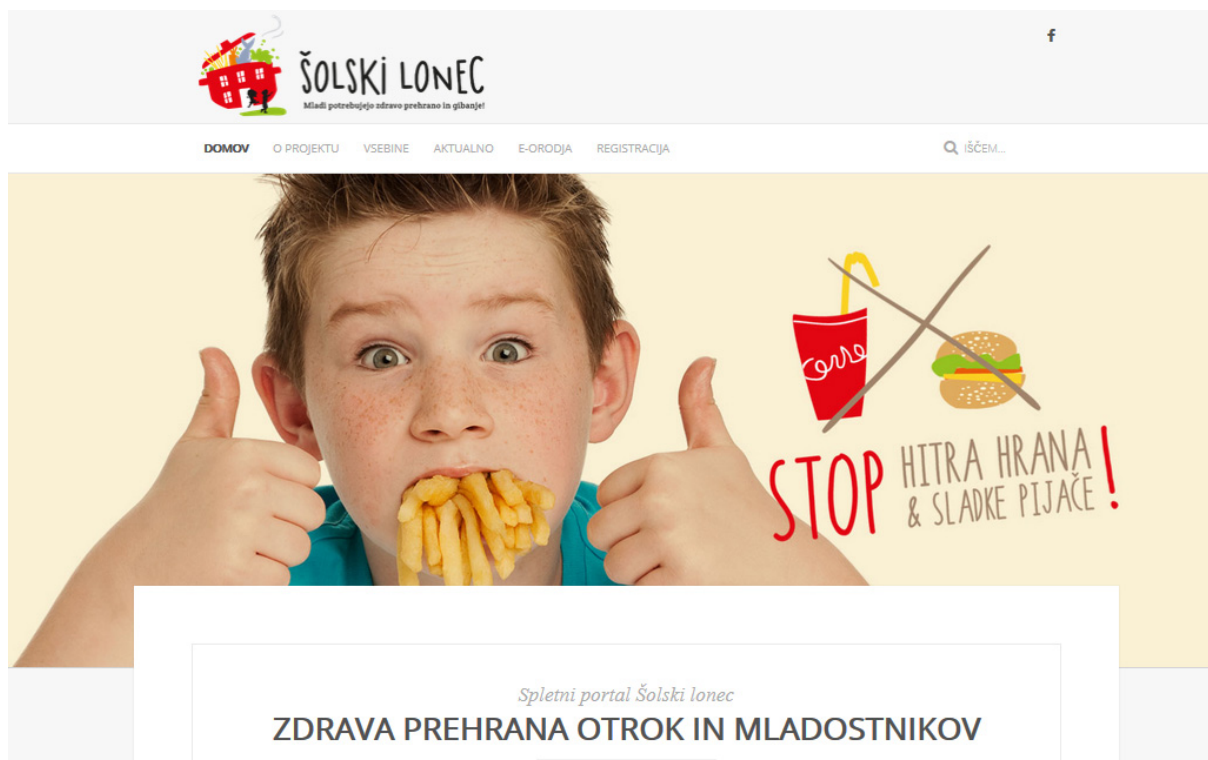 ŠOLSKI LONEC
Mladi potrebujejo zdravo prehrano in gibanje!
f
DOMOV O PROJEKTU VSEBINE AKTUALNO E-ORODJA REGISTRACIJA IŠČEM...
STOP HITRA HRANA
& SLADKE PIJAČE !
Spletni portal Šolski lonec
ZDRAVA PREHRANA OTROK IN MLADOSTNIKOV